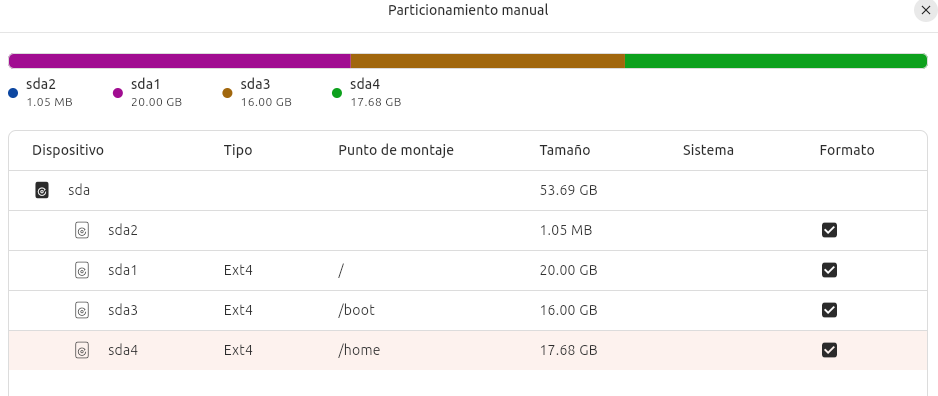 Particionamiento manual
sda2 sda1 sda3 sda4
1.05 MB 20.00 GB 16.00 GB 17.68 GB
Dispositivo Tipo Punto de montaje Tamaño Sistema Formato
sda 53.69 GB
sda2 1.05 MB
sda1 Ext4 / 20.00 GB
sda3 Ext4 /boot 16.00 GB
sda4 Ext4 /home 17.68 GB